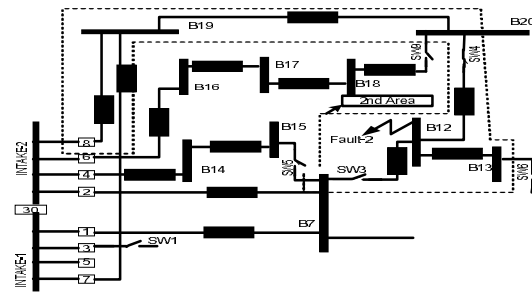 B19
B20
SW9
SW4
B17
B16
B18
2nd Area
B15
Fault-2
B12
INTAKE-2
8
6
4
2
B14
SW5
SW3
B13
SW6
30
B7
INTAKE-1
1
3
5
7
SW1